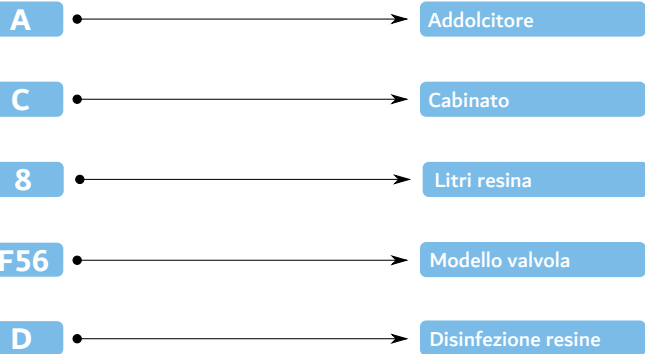 A Addolcitore
C Cabinato
8 Litri resina
F56 Modello valvola
D Disinfezione resine